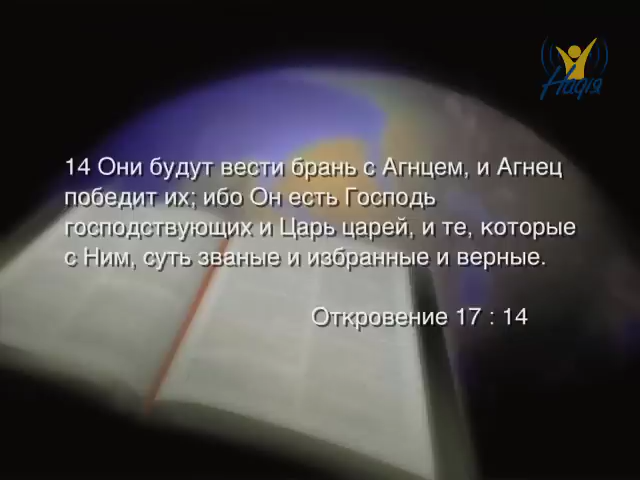 Надія
14 Они будут вести брань с Агнцем, и Агнец
победит их; ибо Он есть Господь
господствующих и Царь царей, и те, которые
с Ним, суть званые и избранные и верные.
Откровение 17 : 14